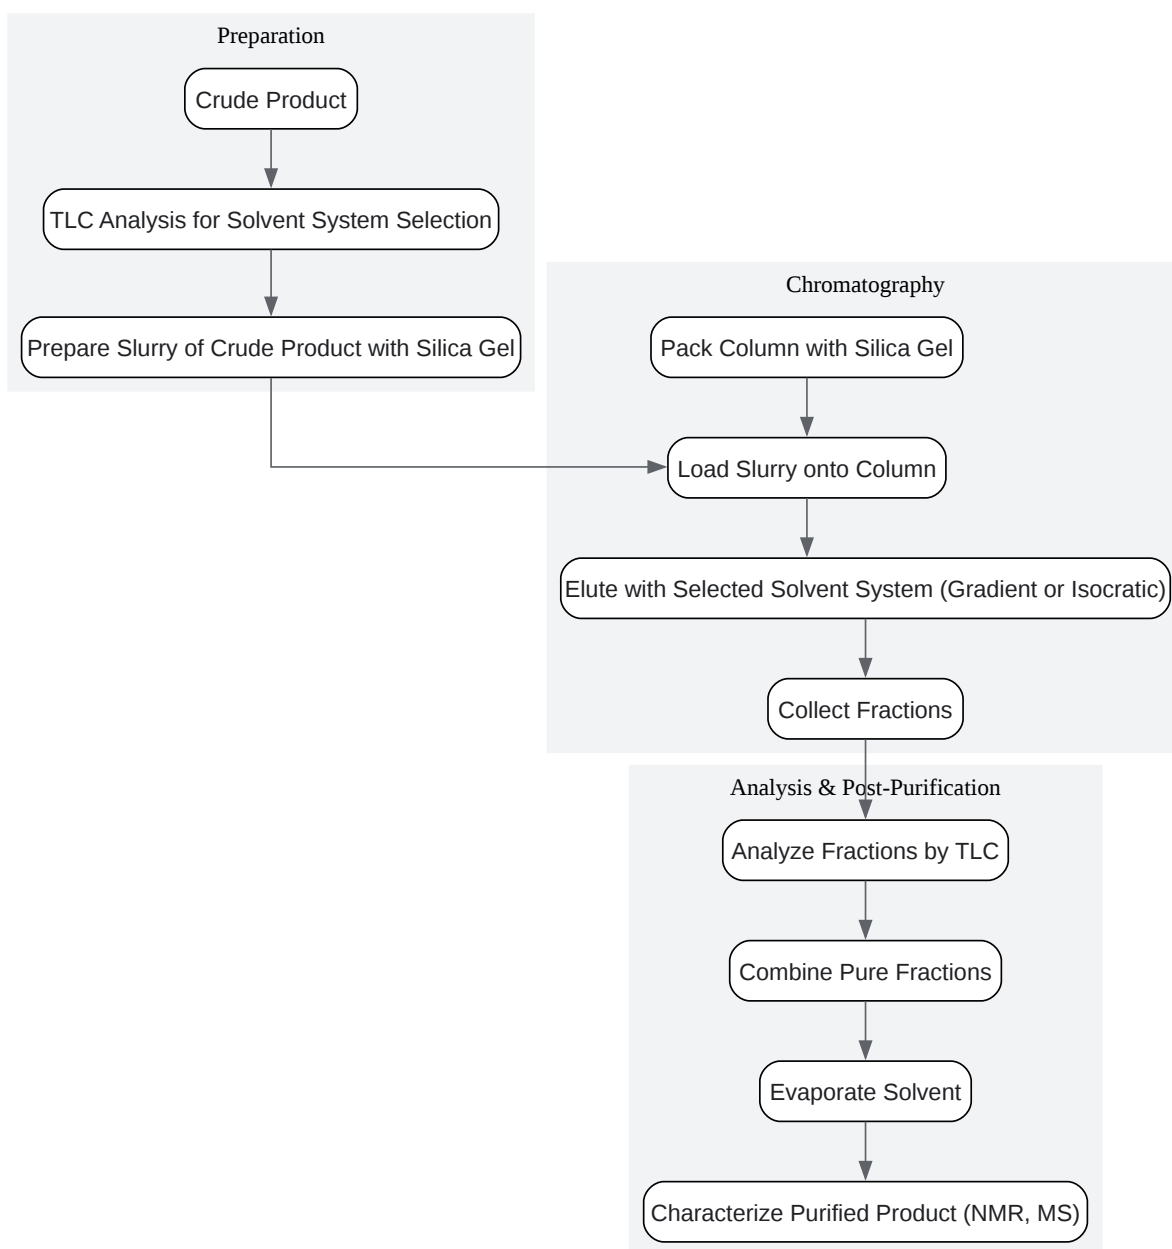 Preparation
Crude Product
TLC Analysis for Solvent System Selection
Prepare Slurry of Crude Product with Silica Gel
Chromatography
Pack Column with Silica Gel
Load Slurry onto Column
Elute with Selected Solvent System (Gradient or Isocratic)
Collect Fractions
Analysis & Post-Purification
Analyze Fractions by TLC
Combine Pure Fractions
Evaporate Solvent
Characterize Purified Product (NMR, MS)